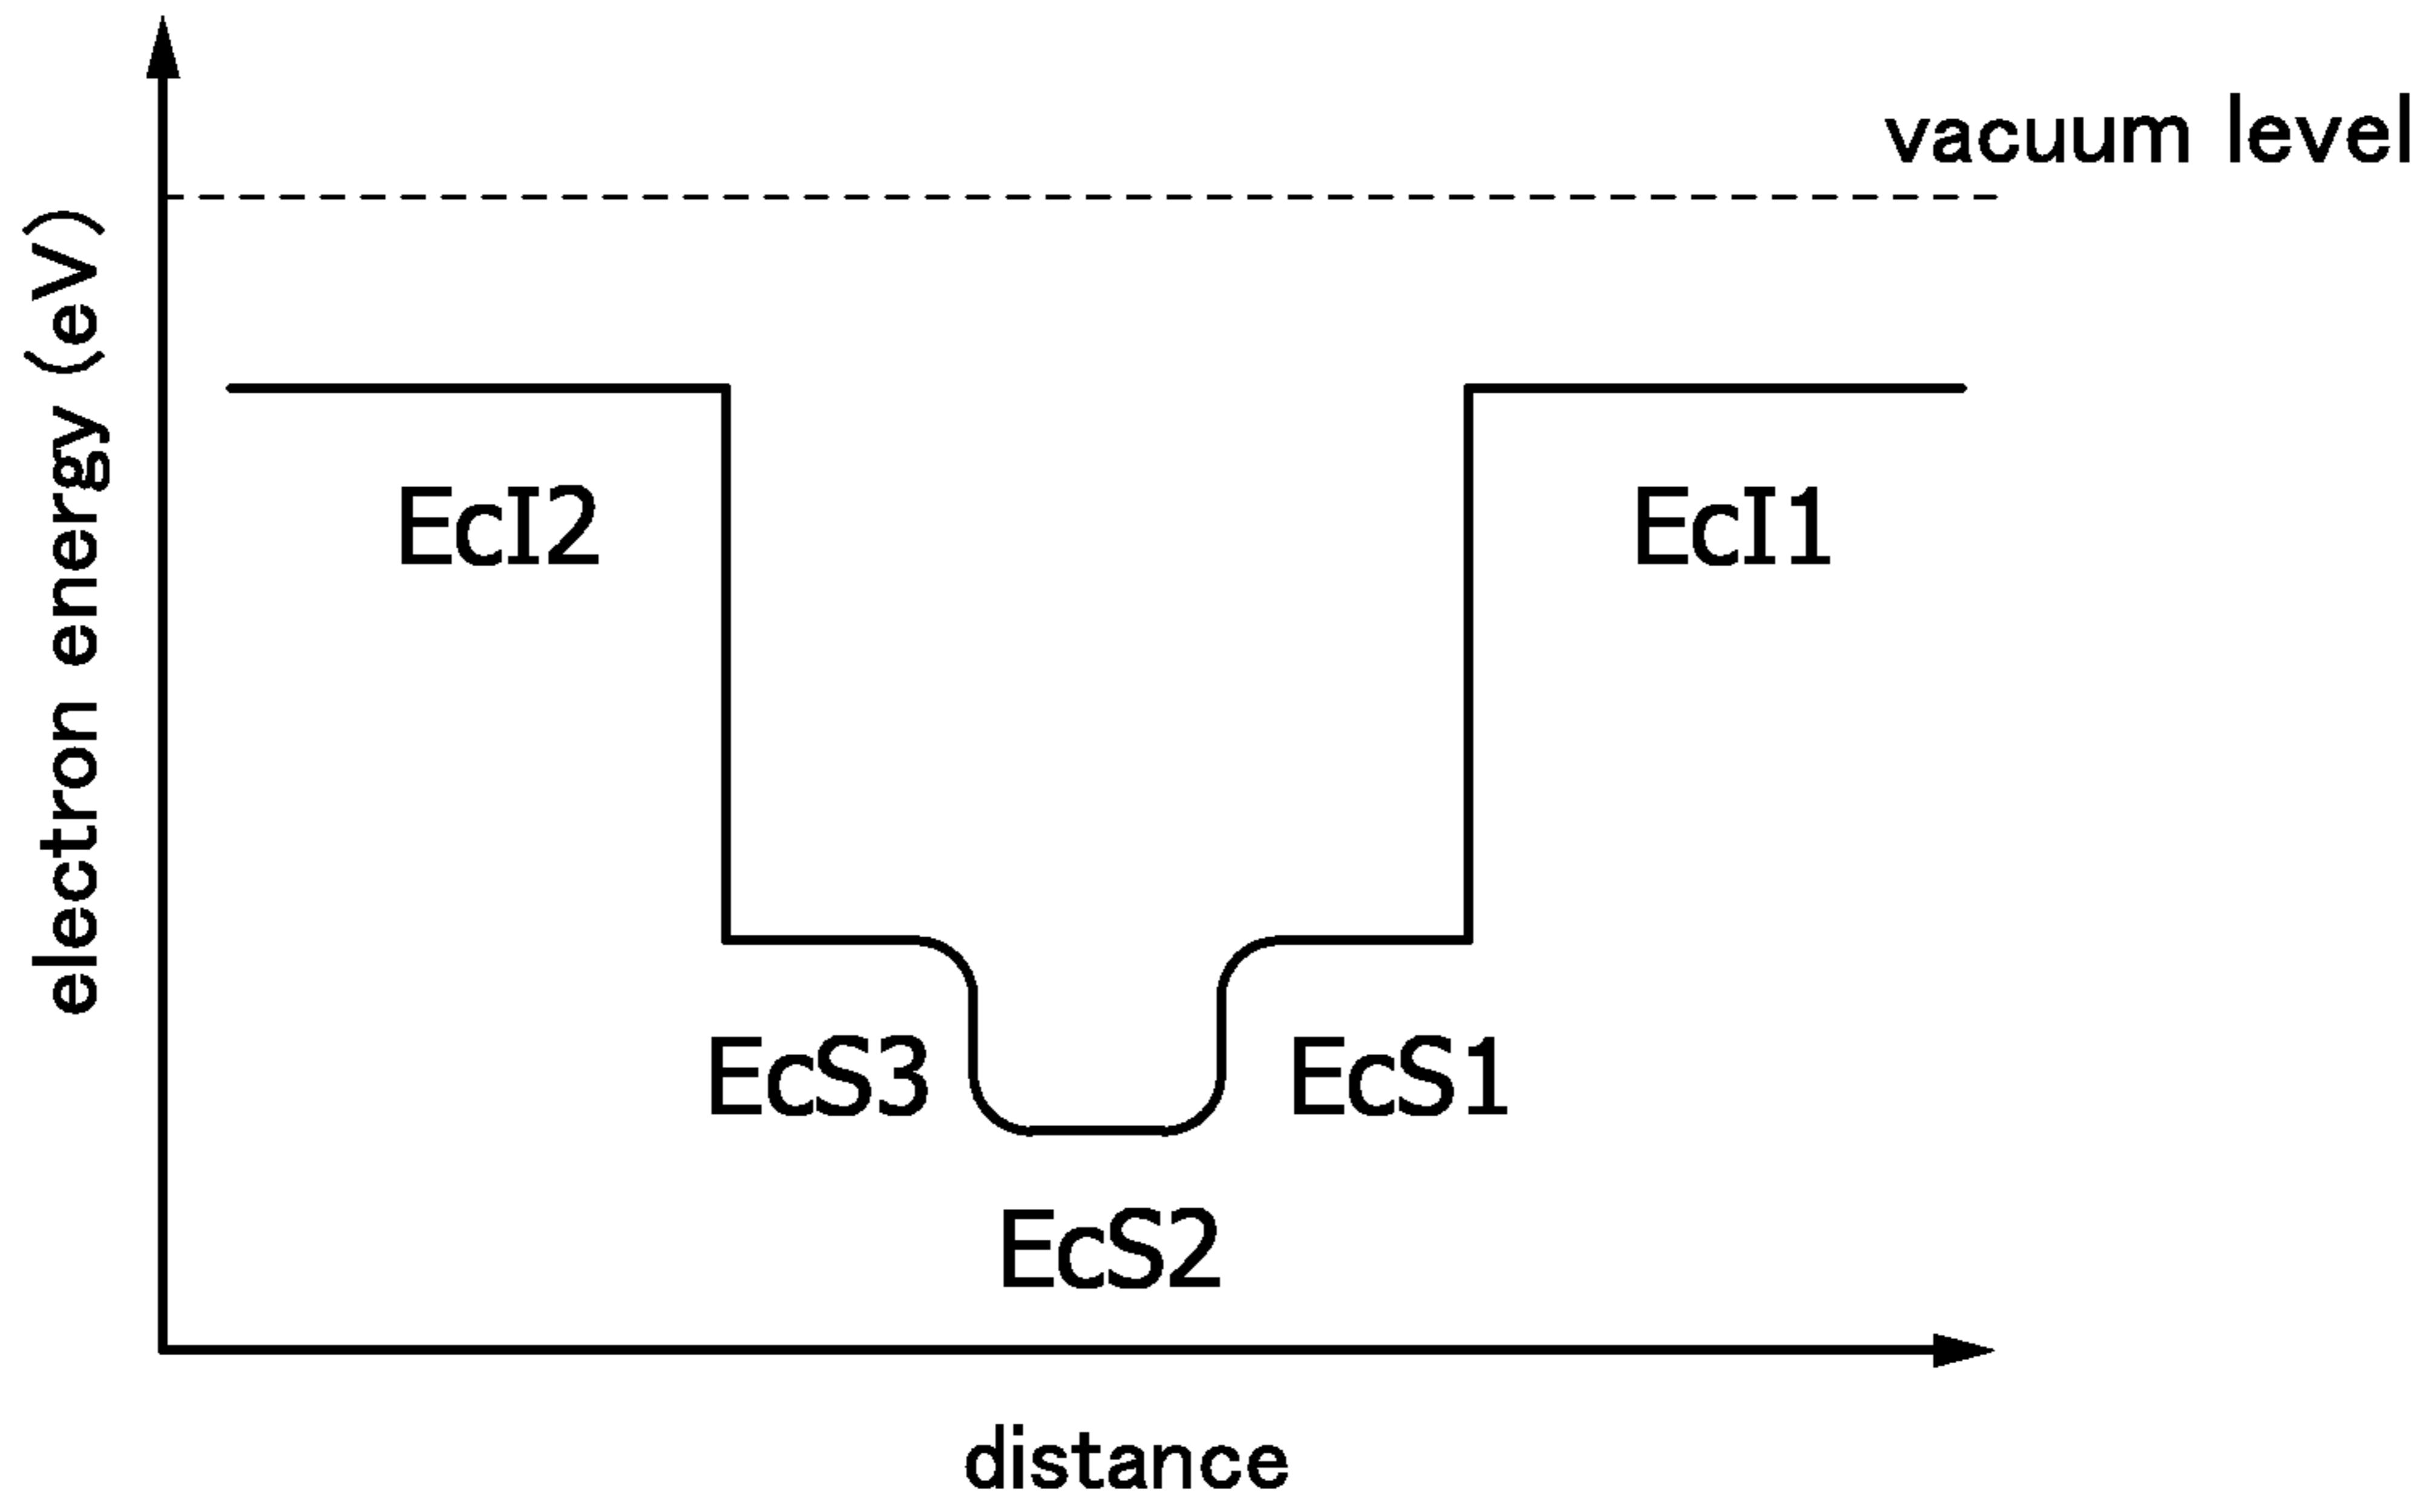 vacuum level
electron energy (eV)
EcI2
EcI1
EcS3
EcS1
EcS2
distance